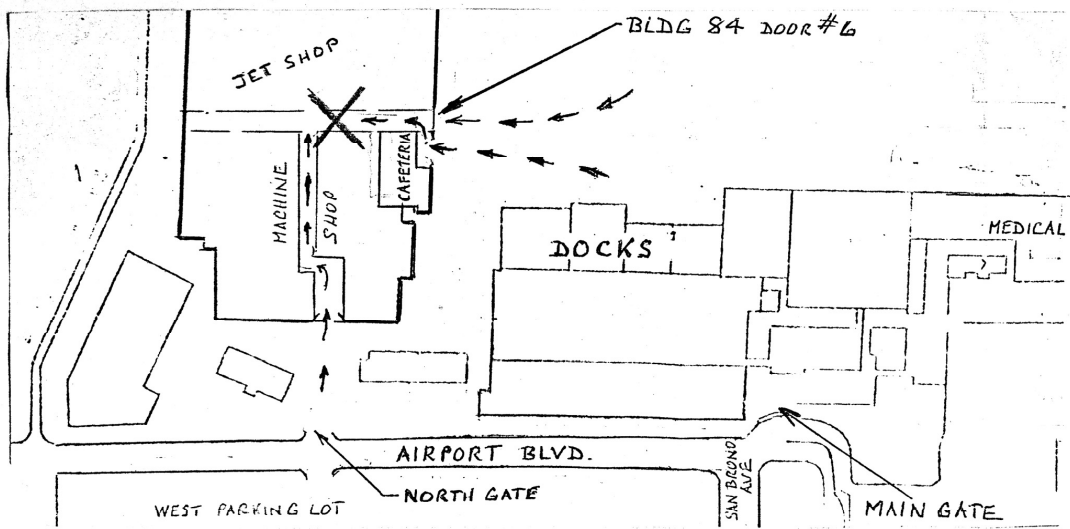 BLDG 84 DOOR #6
JET SHOP
CAFETERIA
MACHINE
SHOP
DOCKS
MEDICAL
AIRPORT BLVD.
SAN BRONO
AVE
NORTH GATE
MAIN GATE
WEST PARKING LOT